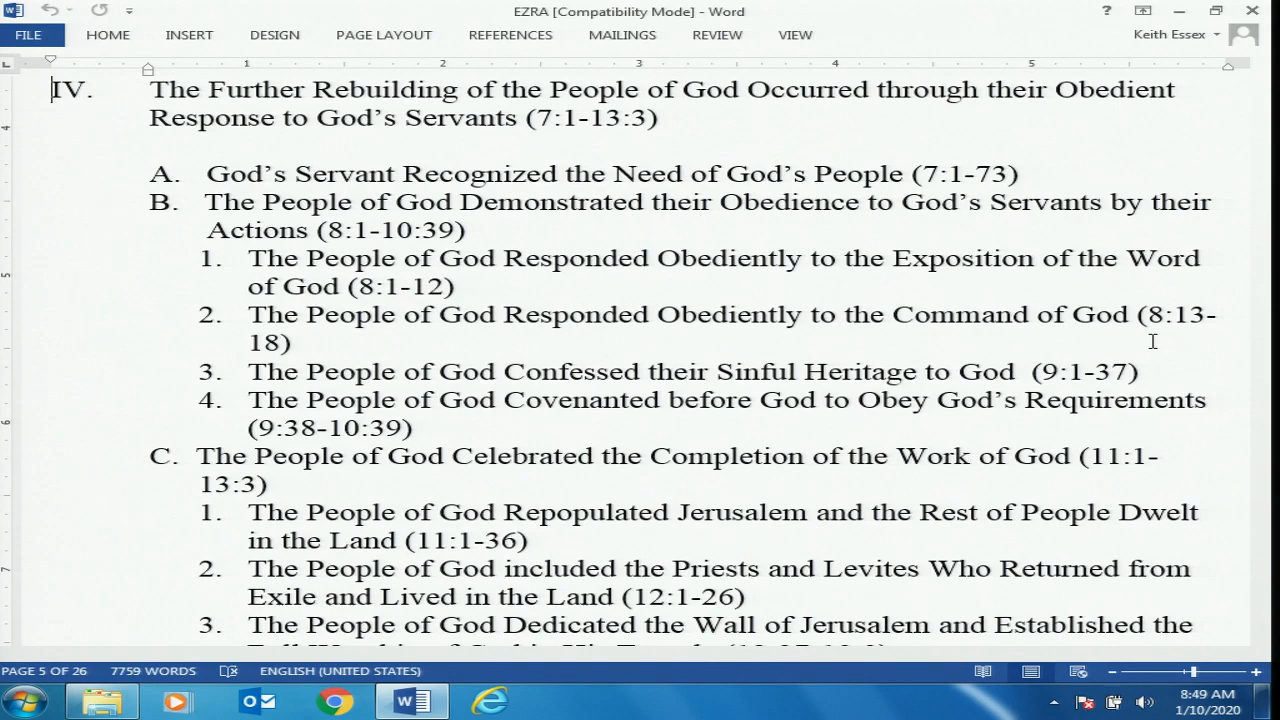 EZRA [Compatibility Mode] - Word
FILE HOME INSERT DESIGN PAGE LAYOUT REFERENCES MAILINGS REVIEW VIEW Keith Essex
1 2 3 4 5
IV. The Further Rebuilding of the People of God Occurred through their Obedient
Response to God's Servants (7:1-13:3)
A. God's Servant Recognized the Need of God's People (7:1-73)
B. The People of God Demonstrated their Obedience to God's Servants by their
Actions (8:1-10:39)
1. The People of God Responded Obediently to the Exposition of the Word
of God (8:1-12)
2. The People of God Responded Obediently to the Command of God (8:13-
18)
3. The People of God Confessed their Sinful Heritage to God (9:1-37)
4. The People of God Covenanted before God to Obey God's Requirements
(9:38-10:39)
C. The People of God Celebrated the Completion of the Work of God (11:1-
13:3)
1. The People of God Repopulated Jerusalem and the Rest of People Dwelt
in the Land (11:1-36)
2. The People of God included the Priests and Levites Who Returned from
Exile and Lived in the Land (12:1-26)
3. The People of God Dedicated the Wall of Jerusalem and Established the
PAGE 5 OF 26 7759 WORDS ENGLISH (UNITED STATES)
8:49 AM
1/10/2020